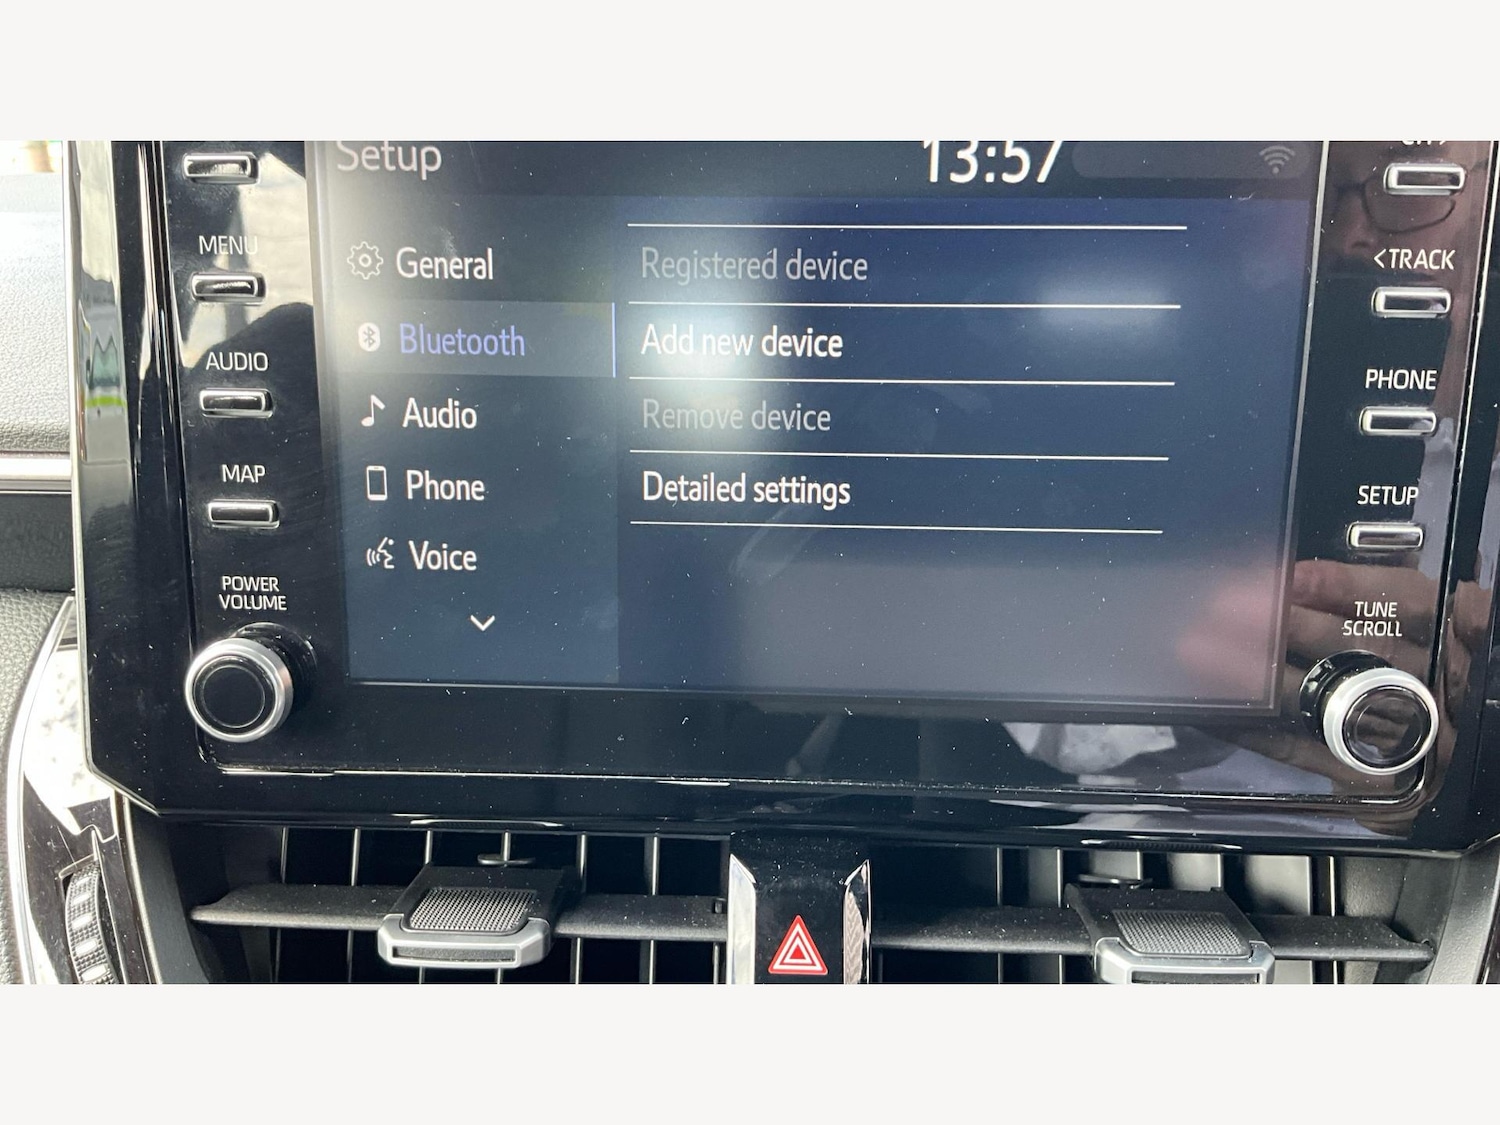 Setup
13:57
MENU
AUDIO
MAP
POWER
VOLUME
General
Bluetooth
Audio
Phone
Voice
Registered device
Add new device
Remove device
Detailed settings
<TRACK
PHONE
SETUP
TUNE
SCROLL